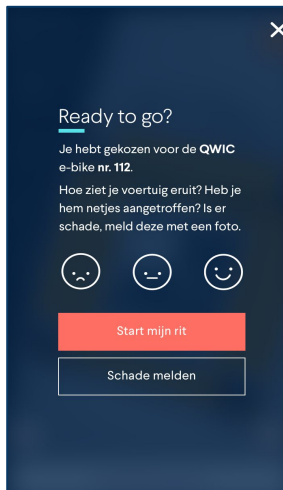 Ready to go?
Je hebt gekozen voor de QWIC
e-bike nr. 112.
Hoe ziet je voertuig eruit? Heb je
hem netjes aangetroffen? Is er
schade, meld deze met een foto.
Start mijn rit
Schade melden